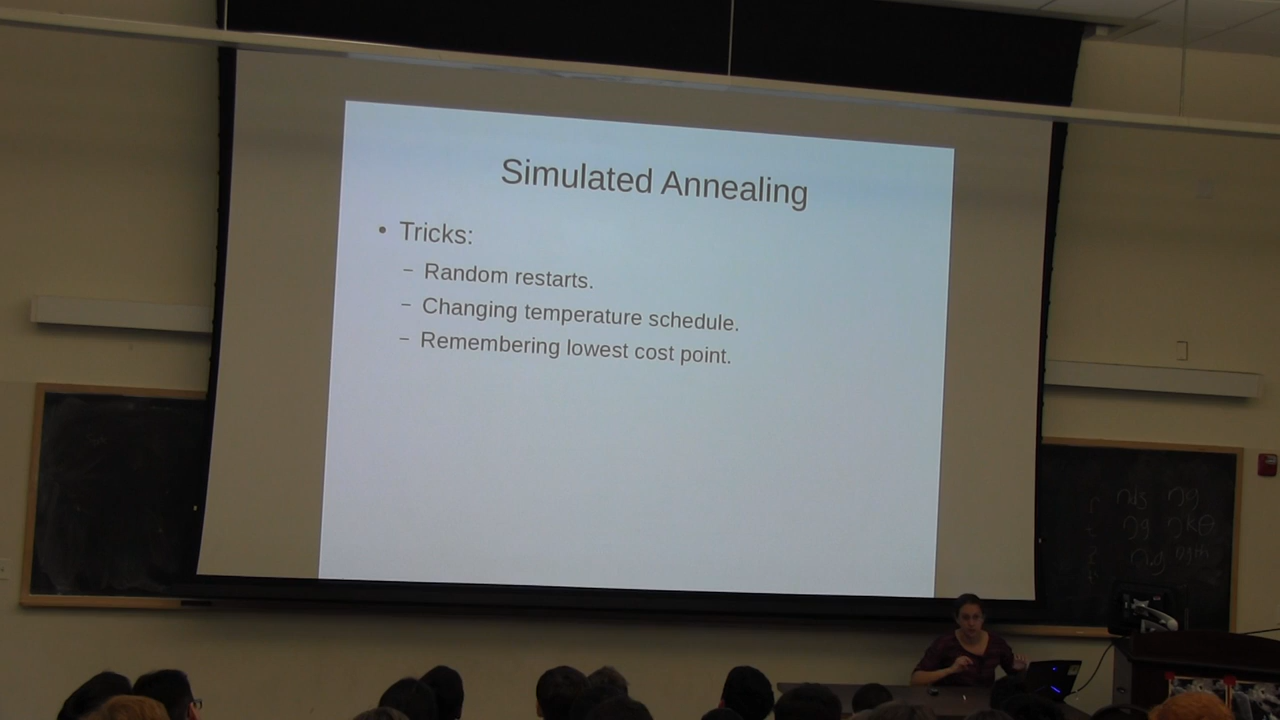 Simulated Annealing
• Tricks:
– Random restarts.
– Changing temperature schedule.
– Remembering lowest cost point.